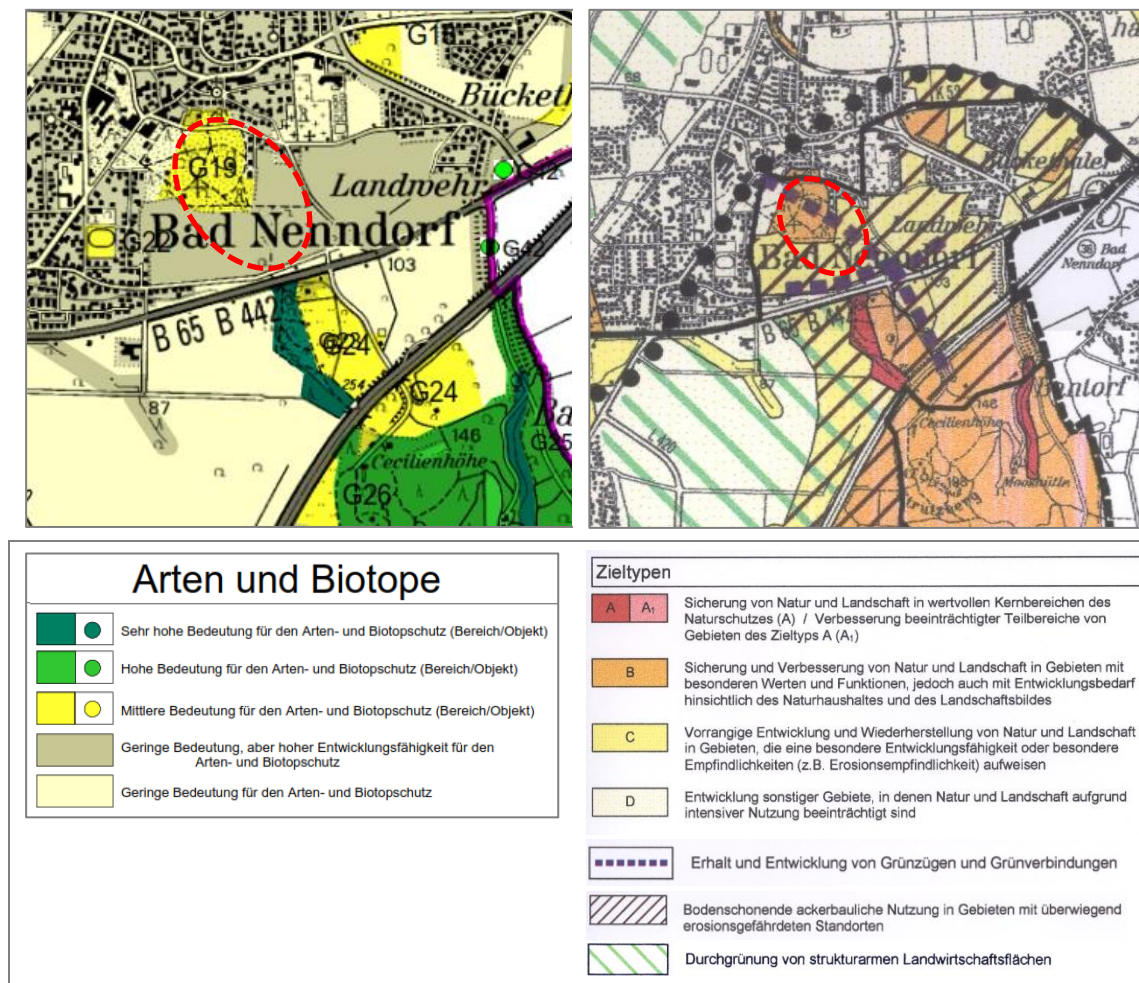 G18
Bücketh
G19
Landwehr
G42
Bad Nenndorf
G22
G42
103
B 65 B 442
G24
254
G24
87
146
Ba
G25
Cecilienhöhe
G26
68
K 52
Landwehr
36 Bad
Nenndorf
Bad Nenndorf
B 65 B 442
87
L 420
146
Bantorf
Cecilienhöhe
Mooshütte
Arten und Biotope
Sehr hohe Bedeutung für den Arten- und Biotopschutz (Bereich/Objekt)
Hohe Bedeutung für den Arten- und Biotopschutz (Bereich/Objekt)
Mittlere Bedeutung für den Arten- und Biotopschutz (Bereich/Objekt)
Geringe Bedeutung, aber hoher Entwicklungsfähigkeit für den
Arten- und Biotopschutz
Geringe Bedeutung für den Arten- und Biotopschutz
Zieltypen
A A₁ Sicherung von Natur und Landschaft in wertvollen Kernbereichen des
Naturschutzes (A) / Verbesserung beeinträchtigter Teilbereiche von
Gebieten des Zieltyps A (A₁)
B Sicherung und Verbesserung von Natur und Landschaft in Gebieten mit
besonderen Werten und Funktionen, jedoch auch mit Entwicklungsbedarf
hinsichtlich des Naturhaushaltes und des Landschaftsbildes
C Vorrangige Entwicklung und Wiederherstellung von Natur und Landschaft
in Gebieten, die eine besondere Entwicklungsfähigkeit oder besondere
Empfindlichkeiten (z.B. Erosionsempfindlichkeit) aufweisen
D Entwicklung sonstiger Gebiete, in denen Natur und Landschaft aufgrund
intensiver Nutzung beeinträchtigt sind
Erhalt und Entwicklung von Grünzügen und Grünverbindungen
Bodenschonende ackerbauliche Nutzung in Gebieten mit überwiegend
erosionsgefährdeten Standorten
Durchgrünung von strukturarmen Landwirtschaftsflächen